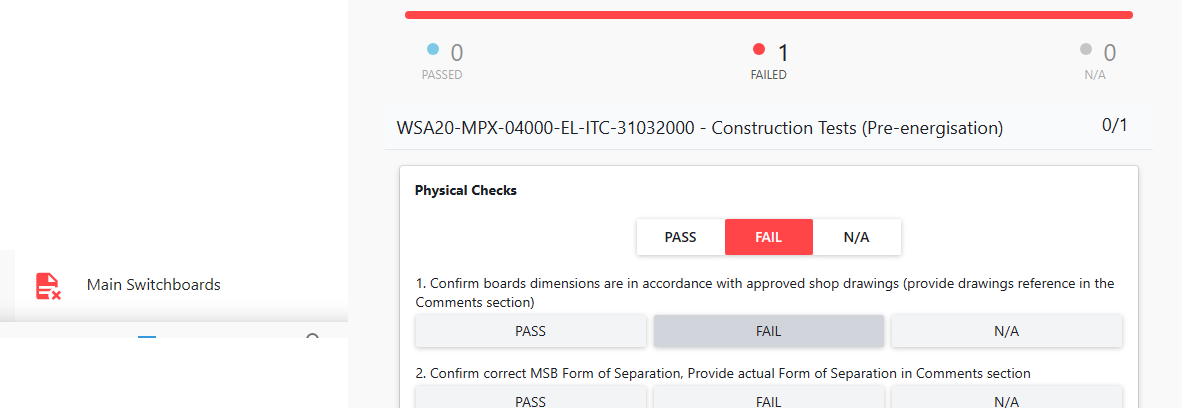 0
PASSED
1
FAILED
0
N/A
WSA20-MPX-04000-EL-ITC-31032000 - Construction Tests (Pre-energisation)
0/1
Physical Checks
PASS
FAIL
N/A
Main Switchboards
1. Confirm boards dimensions are in accordance with approved shop drawings (provide drawings reference in the
Comments section)
PASS
FAIL
N/A
2. Confirm correct MSB Form of Separation, Provide actual Form of Separation in Comments section
PASS
FAIL
N/A